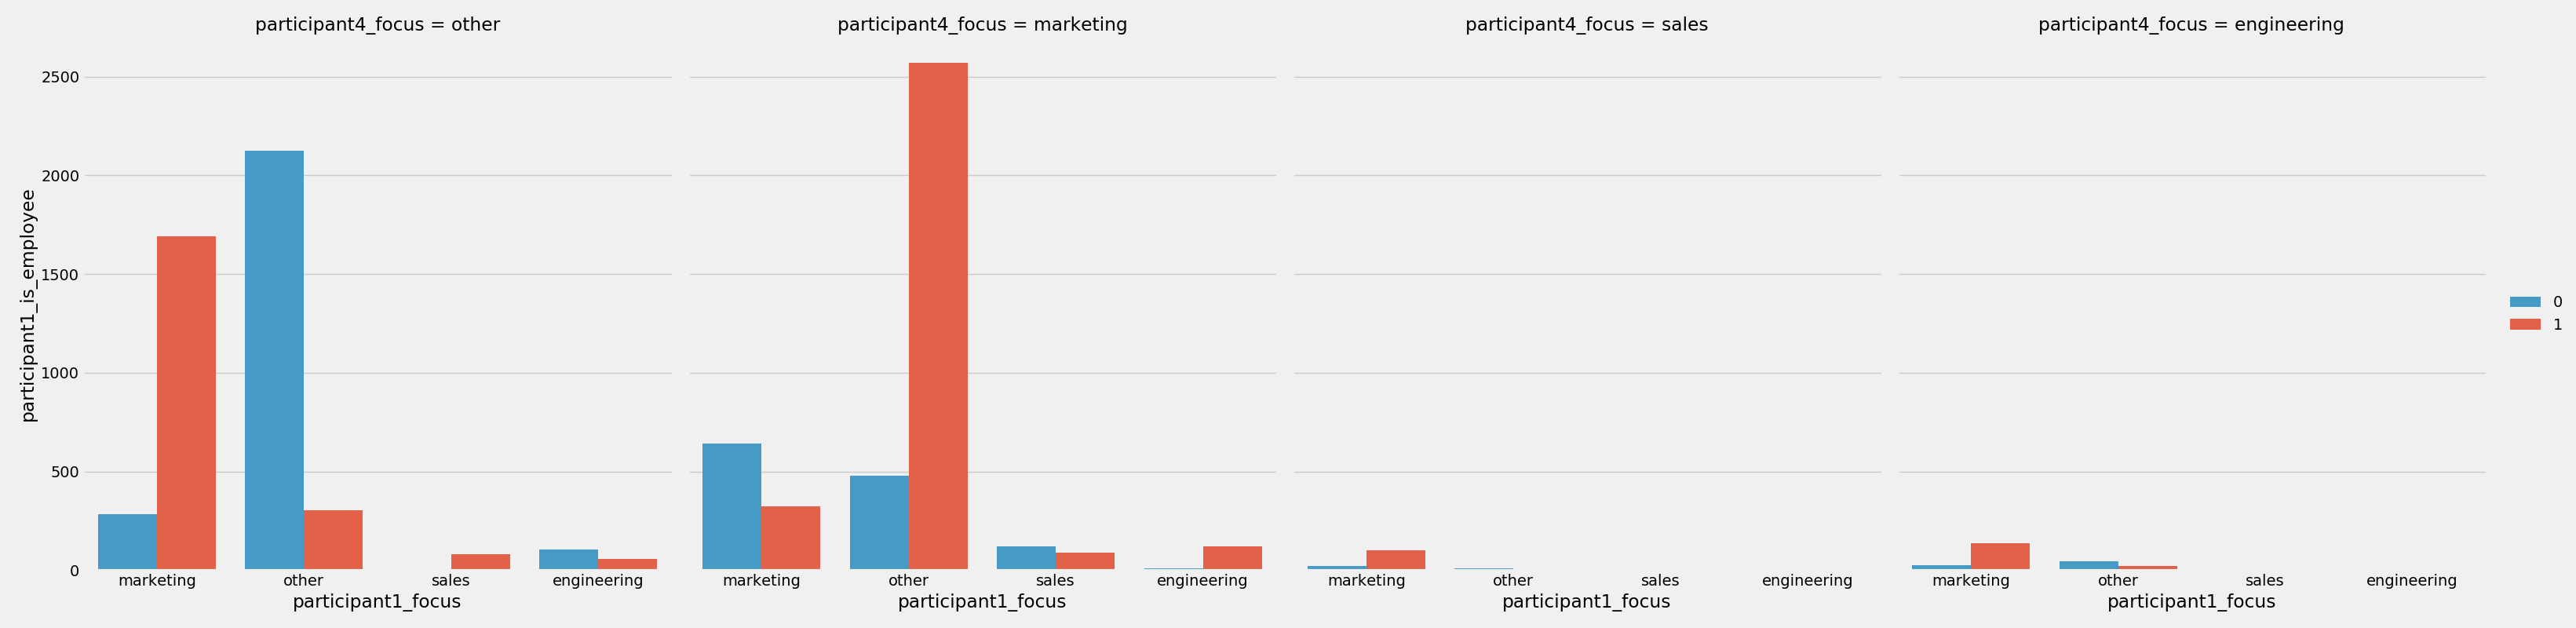 participant4_focus = other
participant4_focus = marketing
participant4_focus = sales
participant4_focus = engineering
participant1_is_employee
2500
2000
1500
1000
500
0
marketing other sales engineering
marketing other sales engineering
marketing other sales engineering
marketing other sales engineering
participant1_focus
participant1_focus
participant1_focus
participant1_focus
0
1